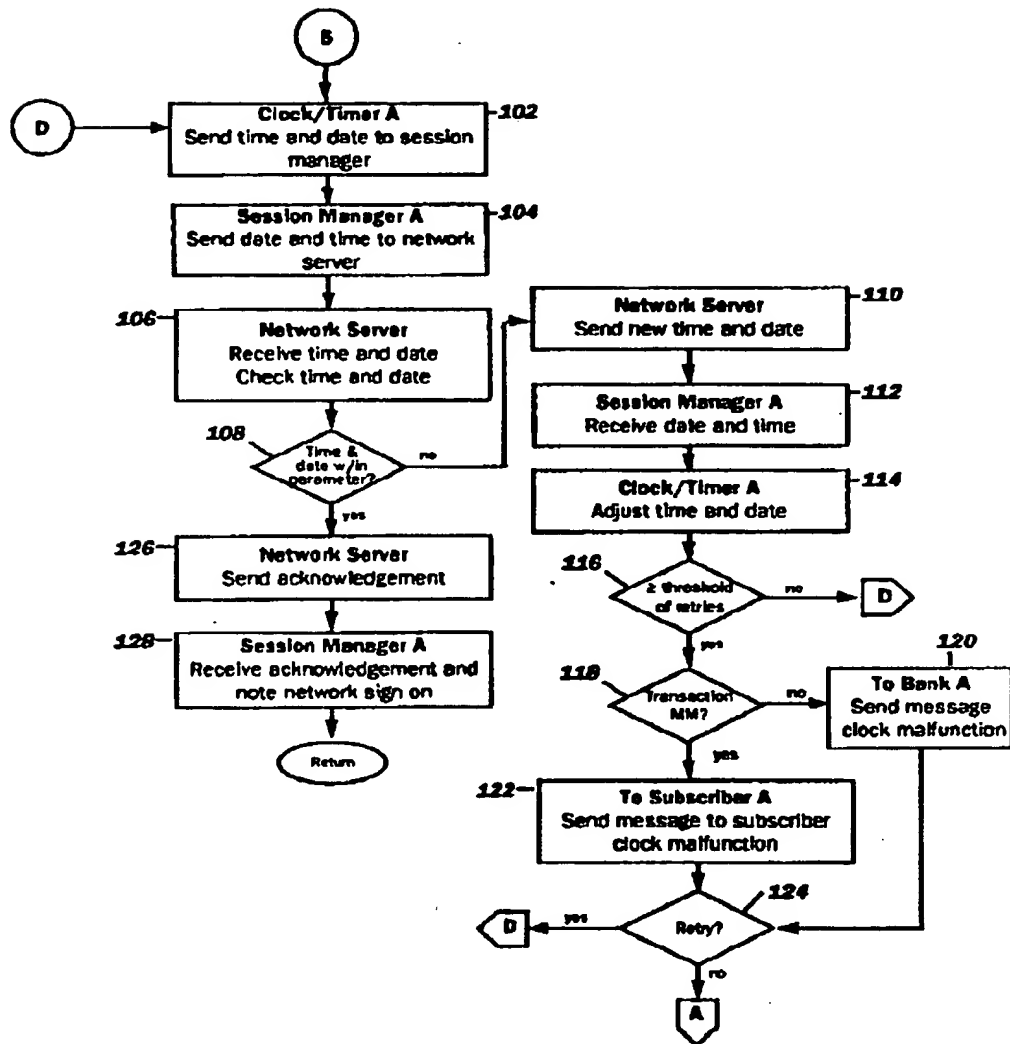 B
D
Clock/Timer A
Send time and date to session
manager
102
Session Manager A
Send date and time to network
server
104
106
Network Server
Receive time and date
Check time and date
108
Time &
date w/in
parameter?
no
yes
126
Network Server
Send acknowledgement
128
Session Manager A
Receive acknowledgement and
note network sign on
Return
110
Network Server
Send new time and date
112
Session Manager A
Receive date and time
114
Clock/Timer A
Adjust time and date
116
≥ threshold
of retries
no
D
yes
118
Transaction
MM?
no
yes
120
To Bank A
Send message
clock malfunction
122
To Subscriber A
Send message to subscriber
clock malfunction
124
Retry?
yes
D
no
A